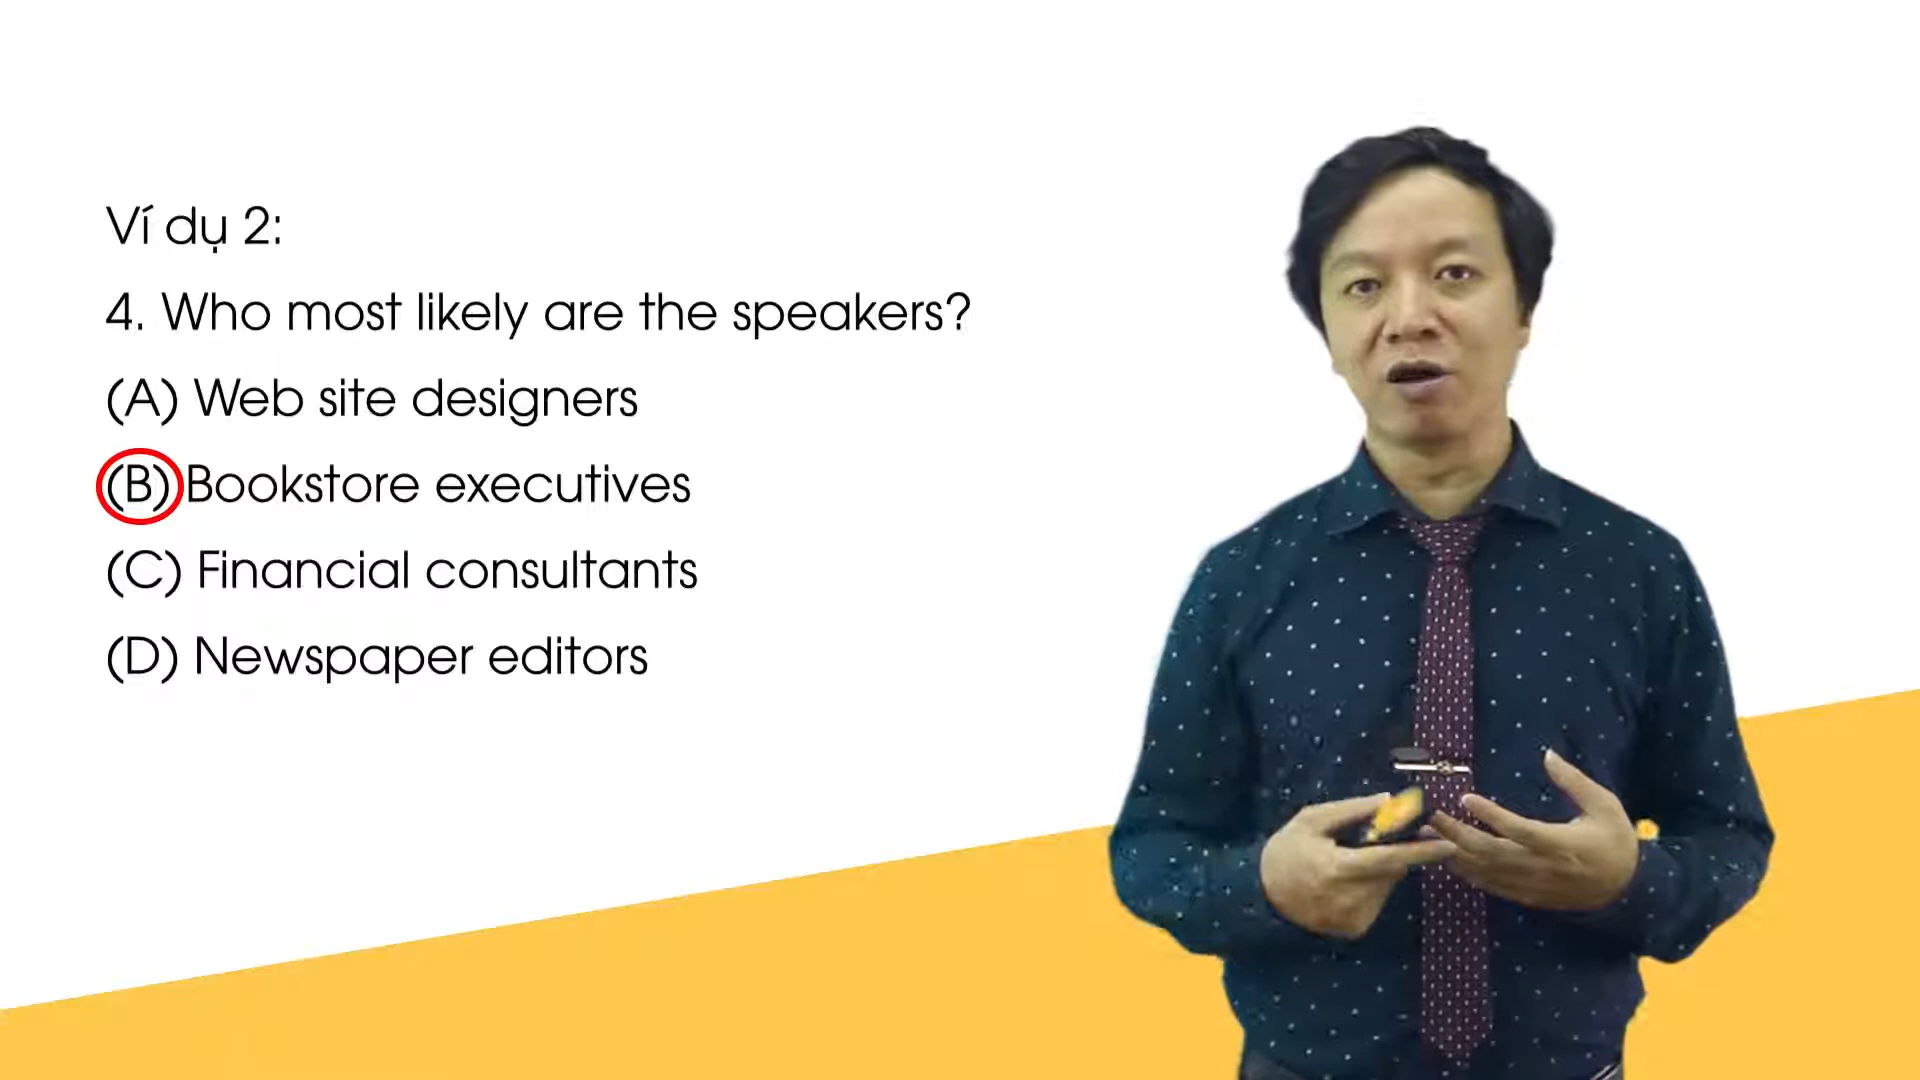 Ví dụ 2:
4. Who most likely are the speakers?
(A) Web site designers
(B) Bookstore executives
(C) Financial consultants
(D) Newspaper editors